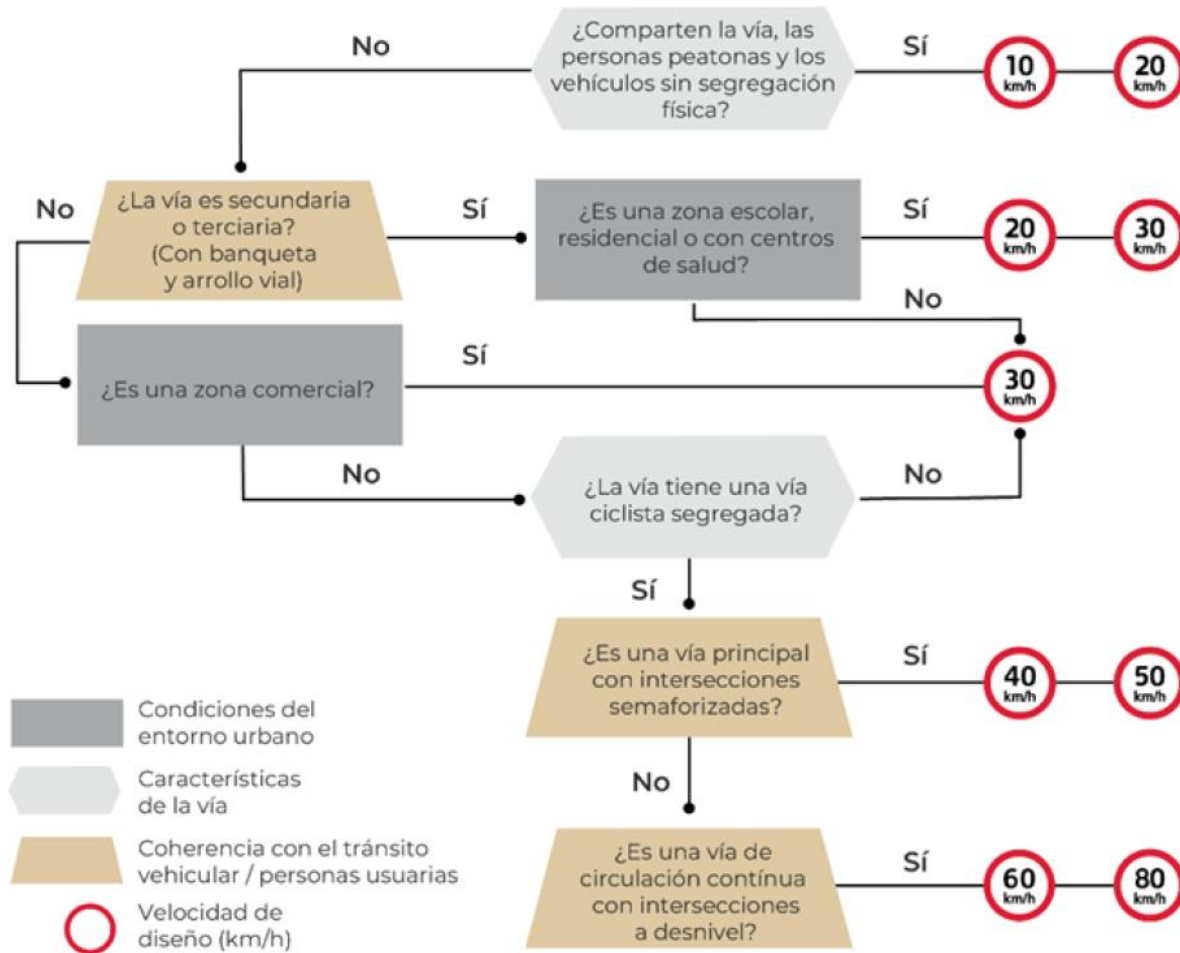 ¿Comparten la vía, las
personas peatonas y los
vehículos sin segregación
física?
No
Sí
10
km/h
20
km/h
¿La vía es secundaria
o terciaria?
(Con banqueta
y arrollo vial)
No
Sí
¿Es una zona escolar,
residencial o con centros
de salud?
Sí
20
km/h
30
km/h
No
¿Es una zona comercial?
Sí
30
km/h
No
¿La vía tiene una vía
ciclista segregada?
No
Sí
¿Es una vía principal
con intersecciones
semaforizadas?
Sí
40
km/h
50
km/h
No
¿Es una vía de
circulación contínua
con intersecciones
a desnivel?
Sí
60
km/h
80
km/h
Condiciones del
entorno urbano
Características
de la vía
Coherencia con el tránsito
vehicular / personas usuarias
Velocidad de
diseño (km/h)